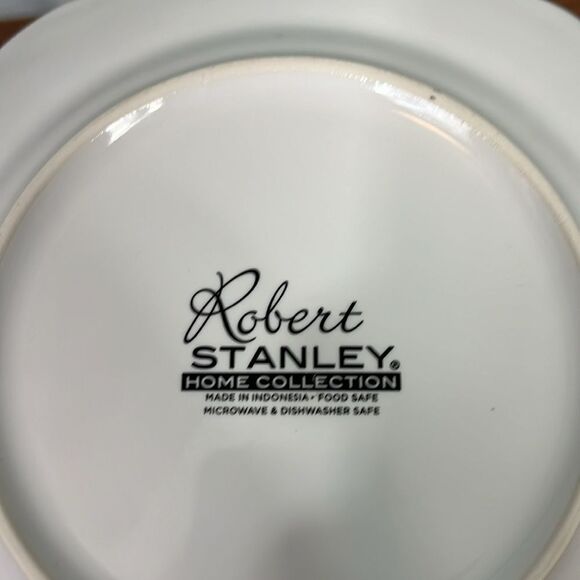 Robert
STANLEY®
HOME COLLECTION
MADE IN INDONESIA • FOOD SAFE
MICROWAVE & DISHWASHER SAFE